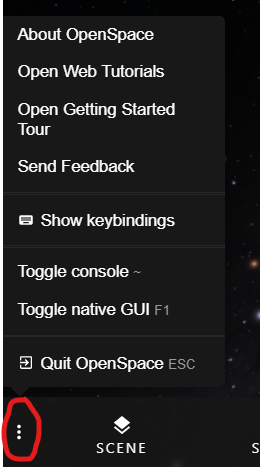 About OpenSpace
Open Web Tutorials
Open Getting Started
Tour
Send Feedback
Show keybindings
Toggle console ~
Toggle native GUI F1
Quit OpenSpace ESC
SCENE
S